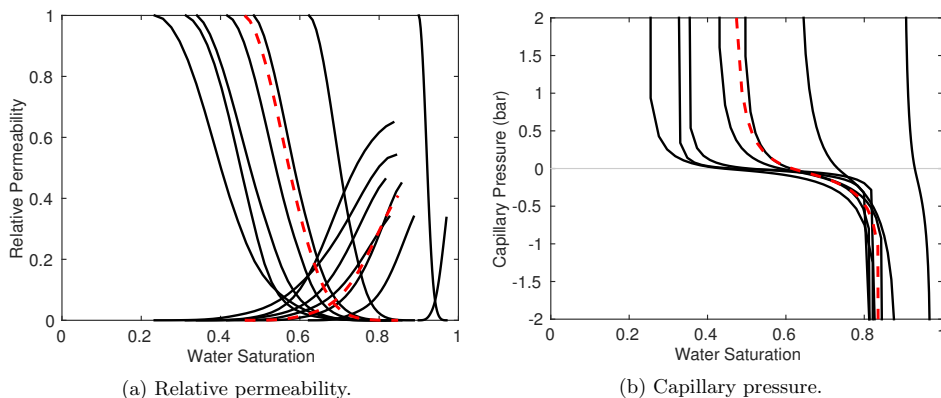 1
0.8
0.6
0.4
0.2
0
Relative Permeability
0 0.2 0.4 0.6 0.8 1
Water Saturation
(a) Relative permeability.
2
1.5
1
0.5
0
-0.5
-1
-1.5
-2
Capillary Pressure (bar)
0 0.2 0.4 0.6 0.8 1
Water Saturation
(b) Capillary pressure.